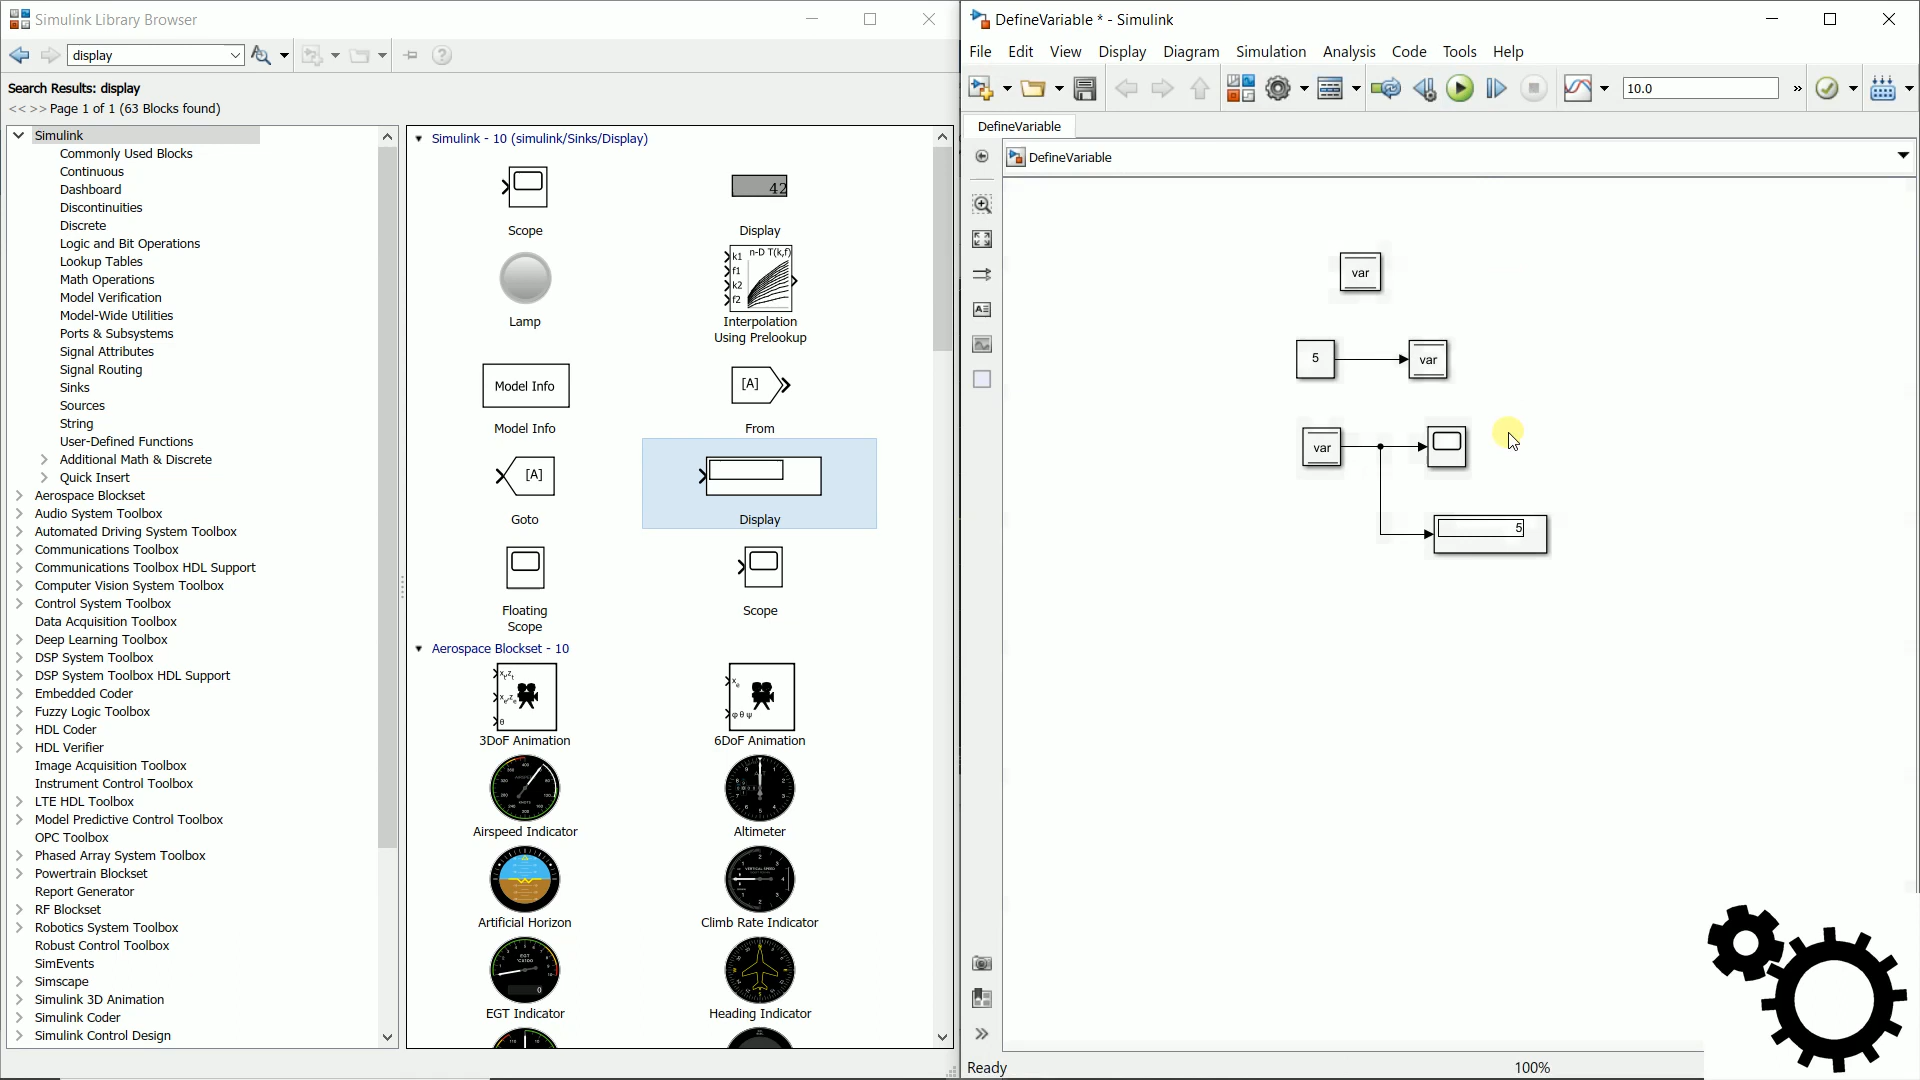 Simulink Library Browser
display
Search Results: display
<< >> Page 1 of 1 (63 Blocks found)
Simulink
Commonly Used Blocks
Continuous
Dashboard
Discontinuities
Discrete
Logic and Bit Operations
Lookup Tables
Math Operations
Model Verification
Model-Wide Utilities
Ports & Subsystems
Signal Attributes
Signal Routing
Sinks
Sources
String
User-Defined Functions
Additional Math & Discrete
Quick Insert
Aerospace Blockset
Audio System Toolbox
Automated Driving System Toolbox
Communications Toolbox
Communications Toolbox HDL Support
Computer Vision System Toolbox
Control System Toolbox
Data Acquisition Toolbox
Deep Learning Toolbox
DSP System Toolbox
DSP System Toolbox HDL Support
Embedded Coder
Fuzzy Logic Toolbox
HDL Coder
HDL Verifier
Image Acquisition Toolbox
Instrument Control Toolbox
LTE HDL Toolbox
Model Predictive Control Toolbox
OPC Toolbox
Phased Array System Toolbox
Powertrain Blockset
Report Generator
RF Blockset
Robotics System Toolbox
Robust Control Toolbox
SimEvents
Simscape
Simulink 3D Animation
Simulink Coder
Simulink Control Design
Simulink - 10 (simulink/Sinks/Display)
42
Scope
Display
k1
f1
k2
f2
n-D T(k,f)
Lamp
Interpolation
Using Prelookup
Model Info
[A]
Model Info
From
[A]
Goto
Display
Floating
Scope
Scope
Aerospace Blockset - 10
3DoF Animation
6DoF Animation
Airspeed Indicator
Altimeter
Artificial Horizon
Climb Rate Indicator
EGT Indicator
Heading Indicator
DefineVariable * - Simulink
File Edit View Display Diagram Simulation Analysis Code Tools Help
10.0
»
DefineVariable
DefineVariable
var
5
var
var
5
Ready
100%